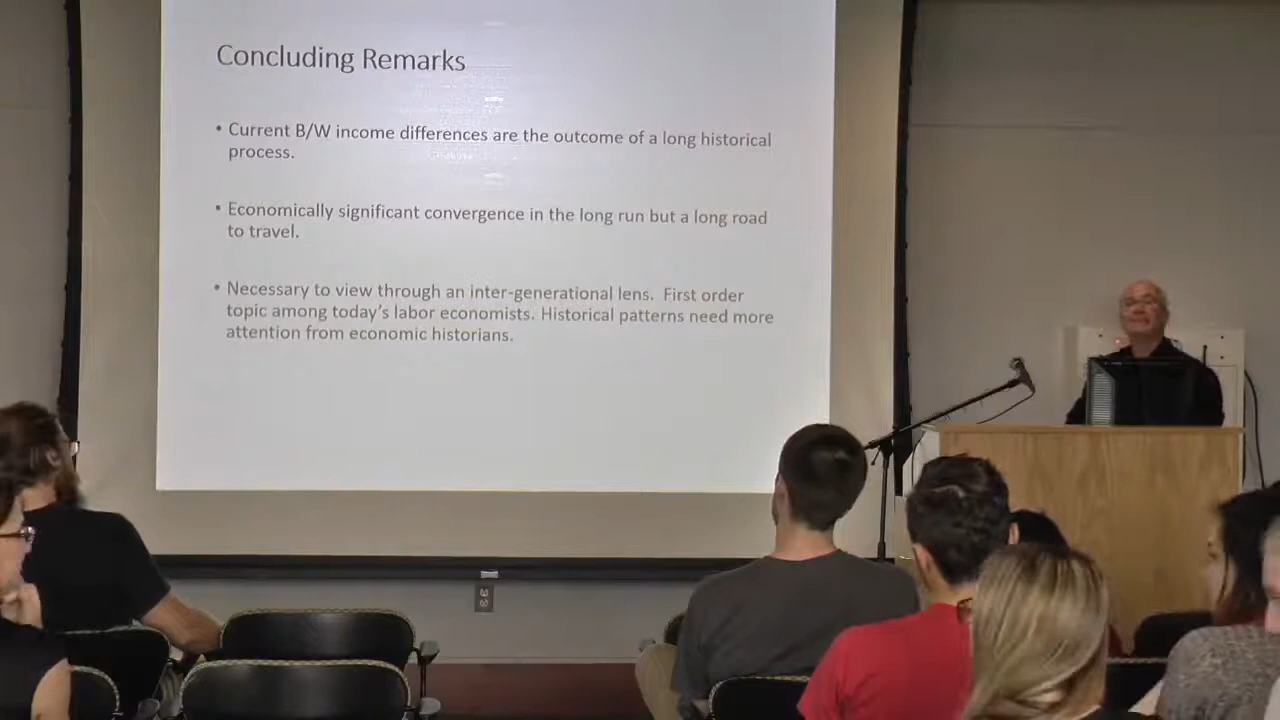 Concluding Remarks
• Current B/W income differences are the outcome of a long historical
process.
• Economically significant convergence in the long run but a long road
to travel.
• Necessary to view through an inter-generational lens.  First order
topic among today's labor economists. Historical patterns need more
attention from economic historians.